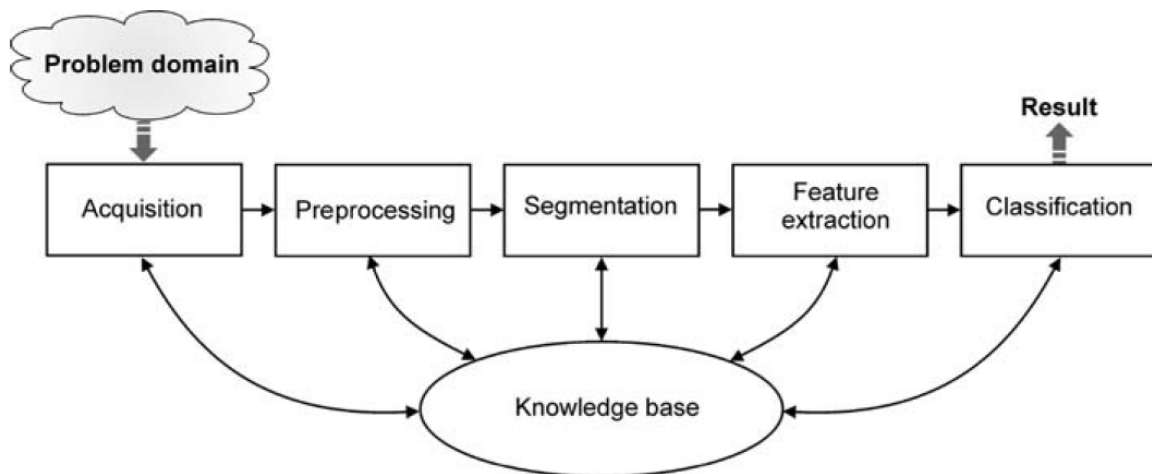 Problem domain
Result
Acquisition
Preprocessing
Segmentation
Feature
extraction
Classification
Knowledge base